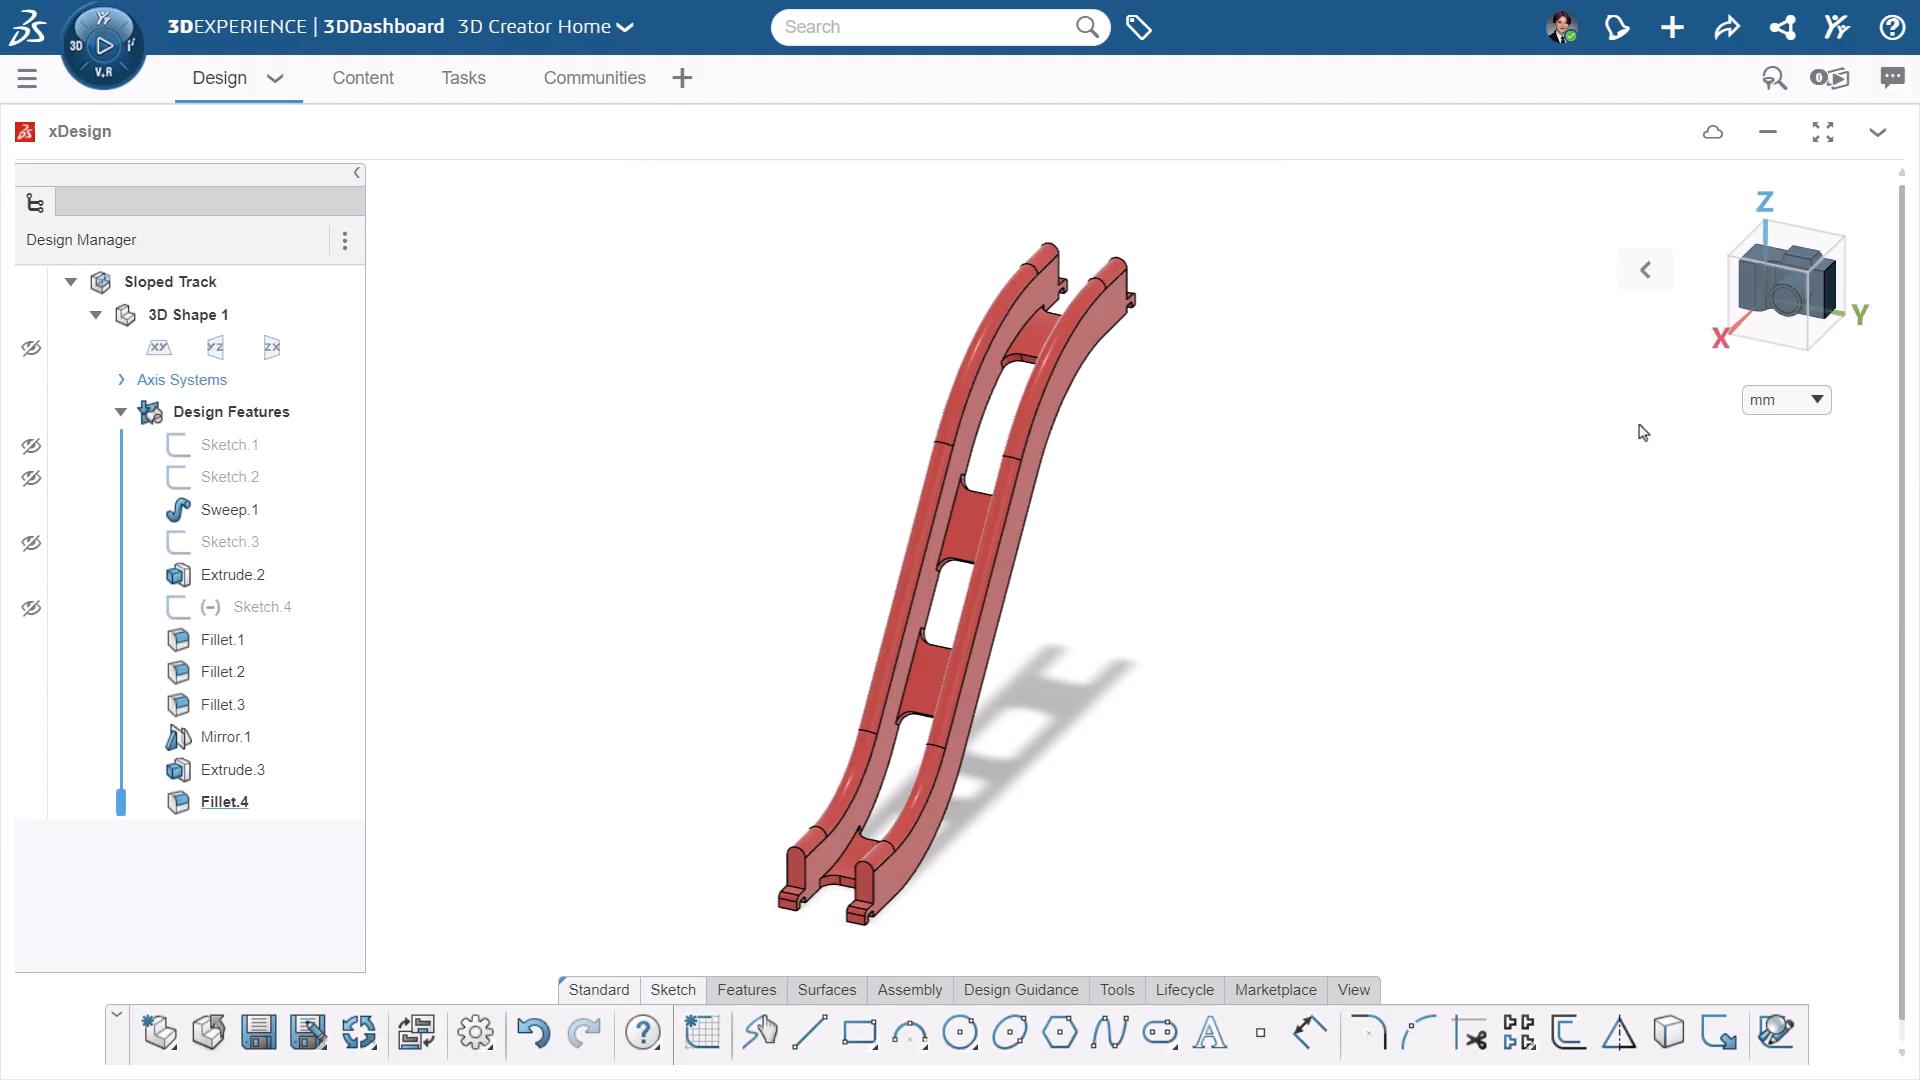 3DEXPERIENCE | 3DDashboard 3D Creator Home
Search
3D
V,R
Design
Content
Tasks
Communities
0
xDesign
Design Manager
Sloped Track
3D Shape 1
XY YZ ZX
Axis Systems
Design Features
Sketch.1
Sketch.2
Sweep.1
Sketch.3
Extrude.2
(-) Sketch.4
Fillet.1
Fillet.2
Fillet.3
Mirror.1
Extrude.3
Fillet.4
Z
Y
X
mm
Standard Sketch Features Surfaces Assembly Design Guidance Tools Lifecycle Marketplace View